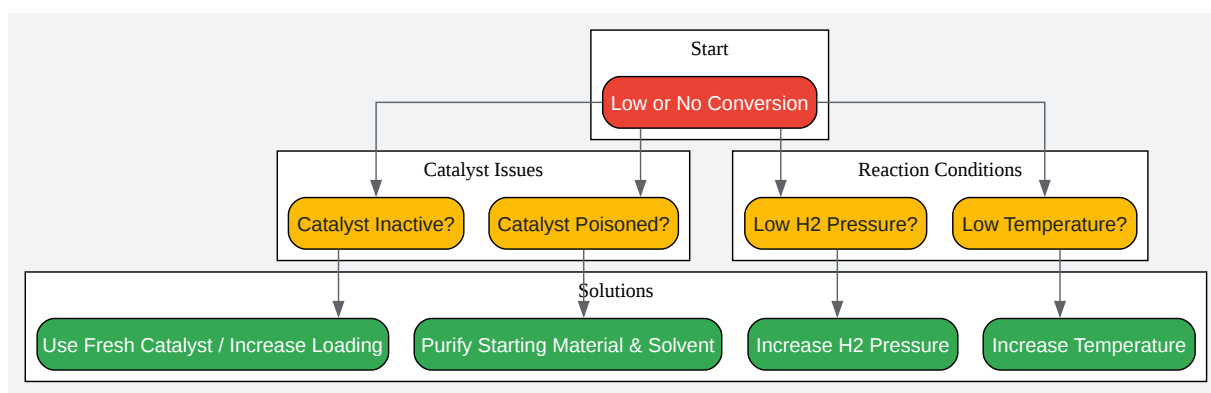 Start
Low or No Conversion
Catalyst Issues
Reaction Conditions
Catalyst Inactive?
Catalyst Poisoned?
Low H2 Pressure?
Low Temperature?
Solutions
Use Fresh Catalyst / Increase Loading
Purify Starting Material & Solvent
Increase H2 Pressure
Increase Temperature